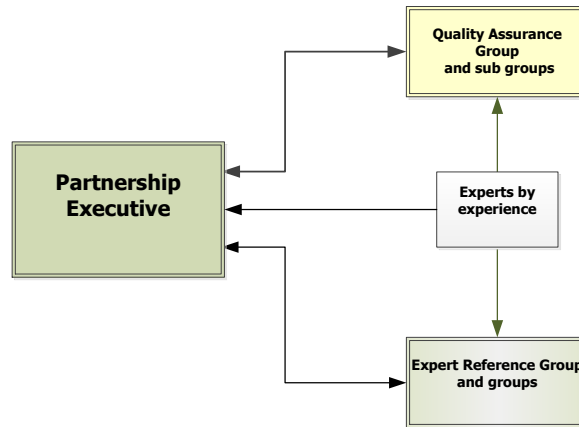 Quality Assurance
Group
and sub groups
Partnership
Executive
Experts by
experience
Expert Reference Group
and groups